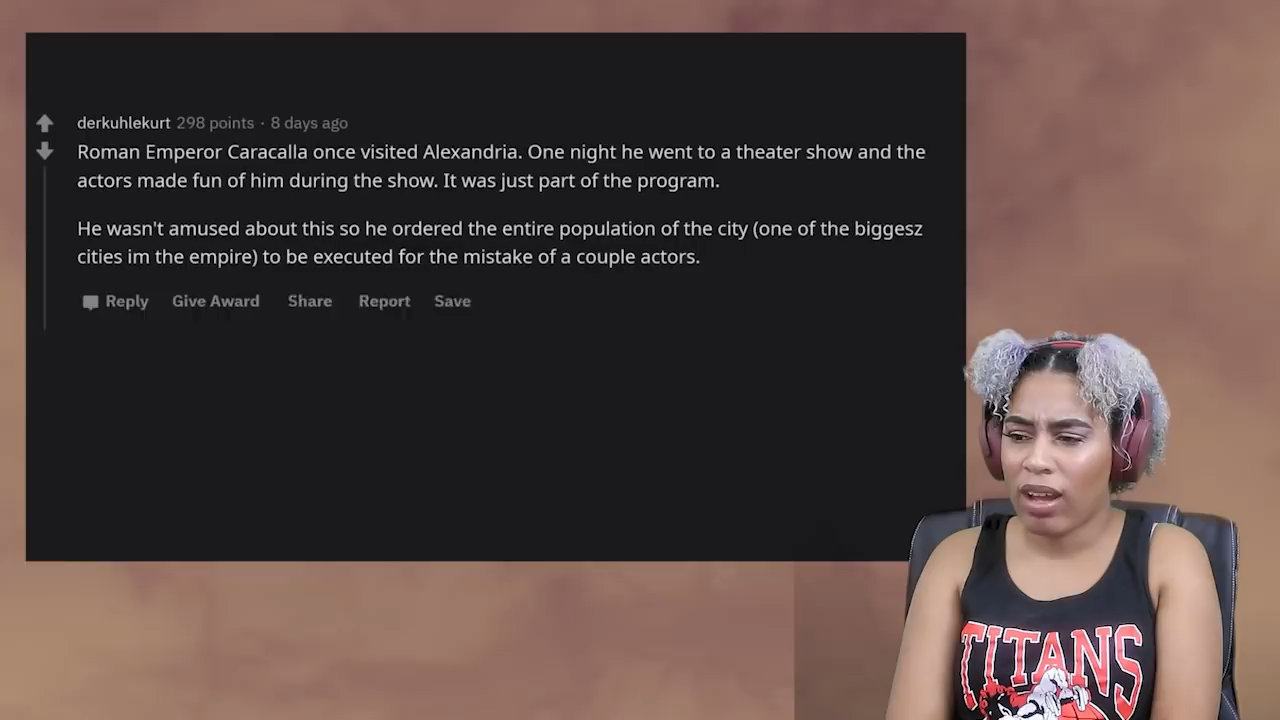 derkuhlekurt 298 points · 8 days ago
Roman Emperor Caracalla once visited Alexandria. One night he went to a theater show and the
actors made fun of him during the show. It was just part of the program.
He wasn't amused about this so he ordered the entire population of the city (one of the biggesz
cities im the empire) to be executed for the mistake of a couple actors.
Reply Give Award Share Report Save
TITANS